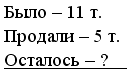 Было – 11 т.
Продали – 5 т.
Осталось – ?